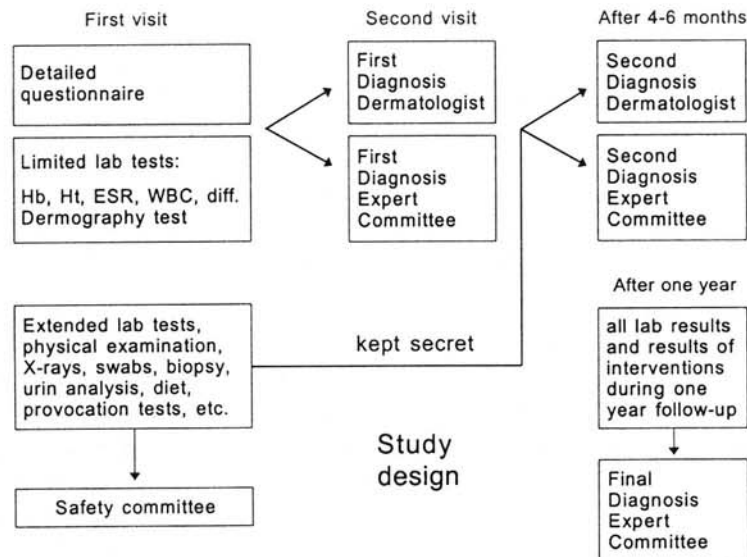 First visit
Detailed
questionnaire
Limited lab tests:
Hb, Ht, ESR, WBC, diff.
Dermography test
Extended lab tests,
physical examination,
X-rays, swabs, biopsy,
urin analysis, diet,
provocation tests, etc.
Safety committee
Second visit
First
Diagnosis
Dermatologist
First
Diagnosis
Expert
Committee
kept secret
Study
design
After 4-6 months
Second
Diagnosis
Dermatologist
Second
Diagnosis
Expert
Committee
After one year
all lab results
and results of
interventions
during one
year follow-up
Final
Diagnosis
Expert
Committee